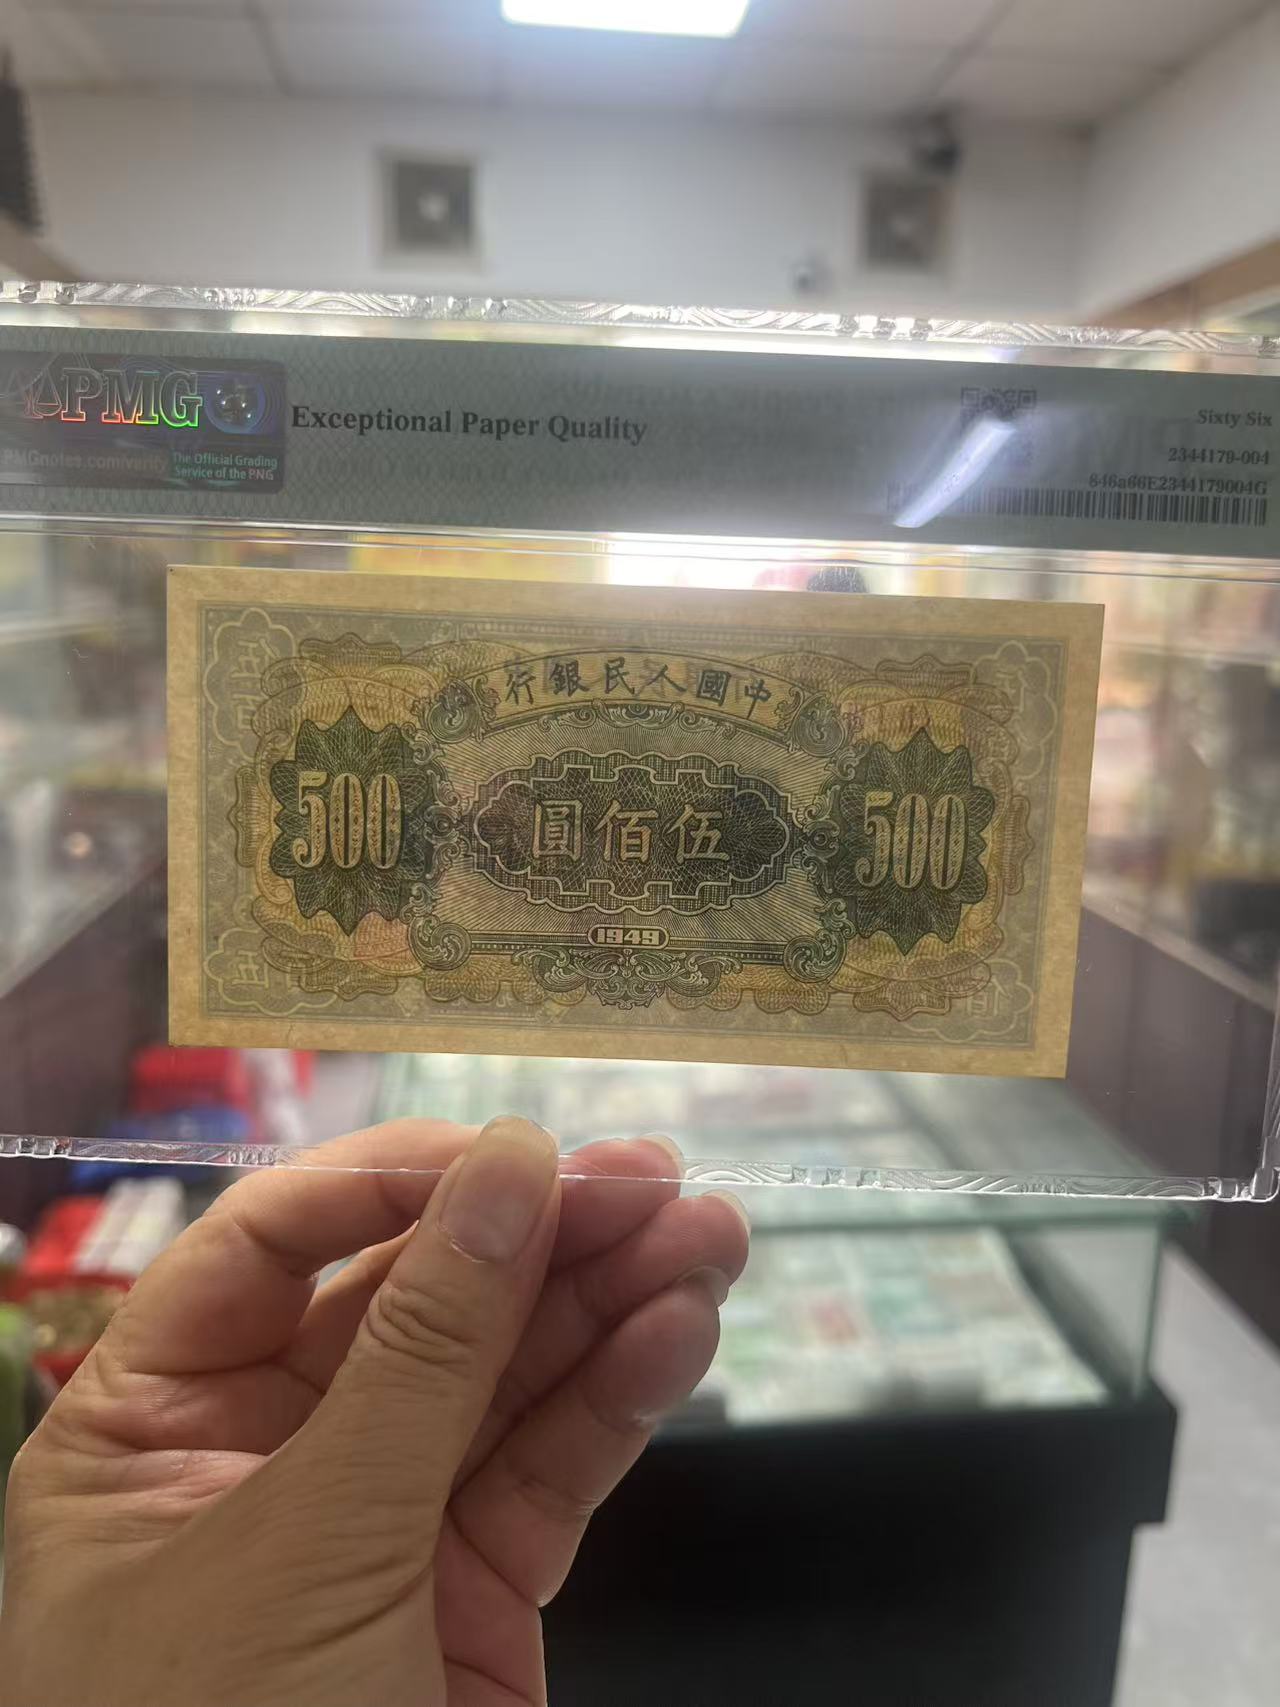 PMG
PMGnotes.com/verify
The Official Grading
Service of the PNG
Exceptional Paper Quality
Sixty Six
2344179-004
846a66E2344179004G
行銀民人國中
500
圓佰伍
500
1949